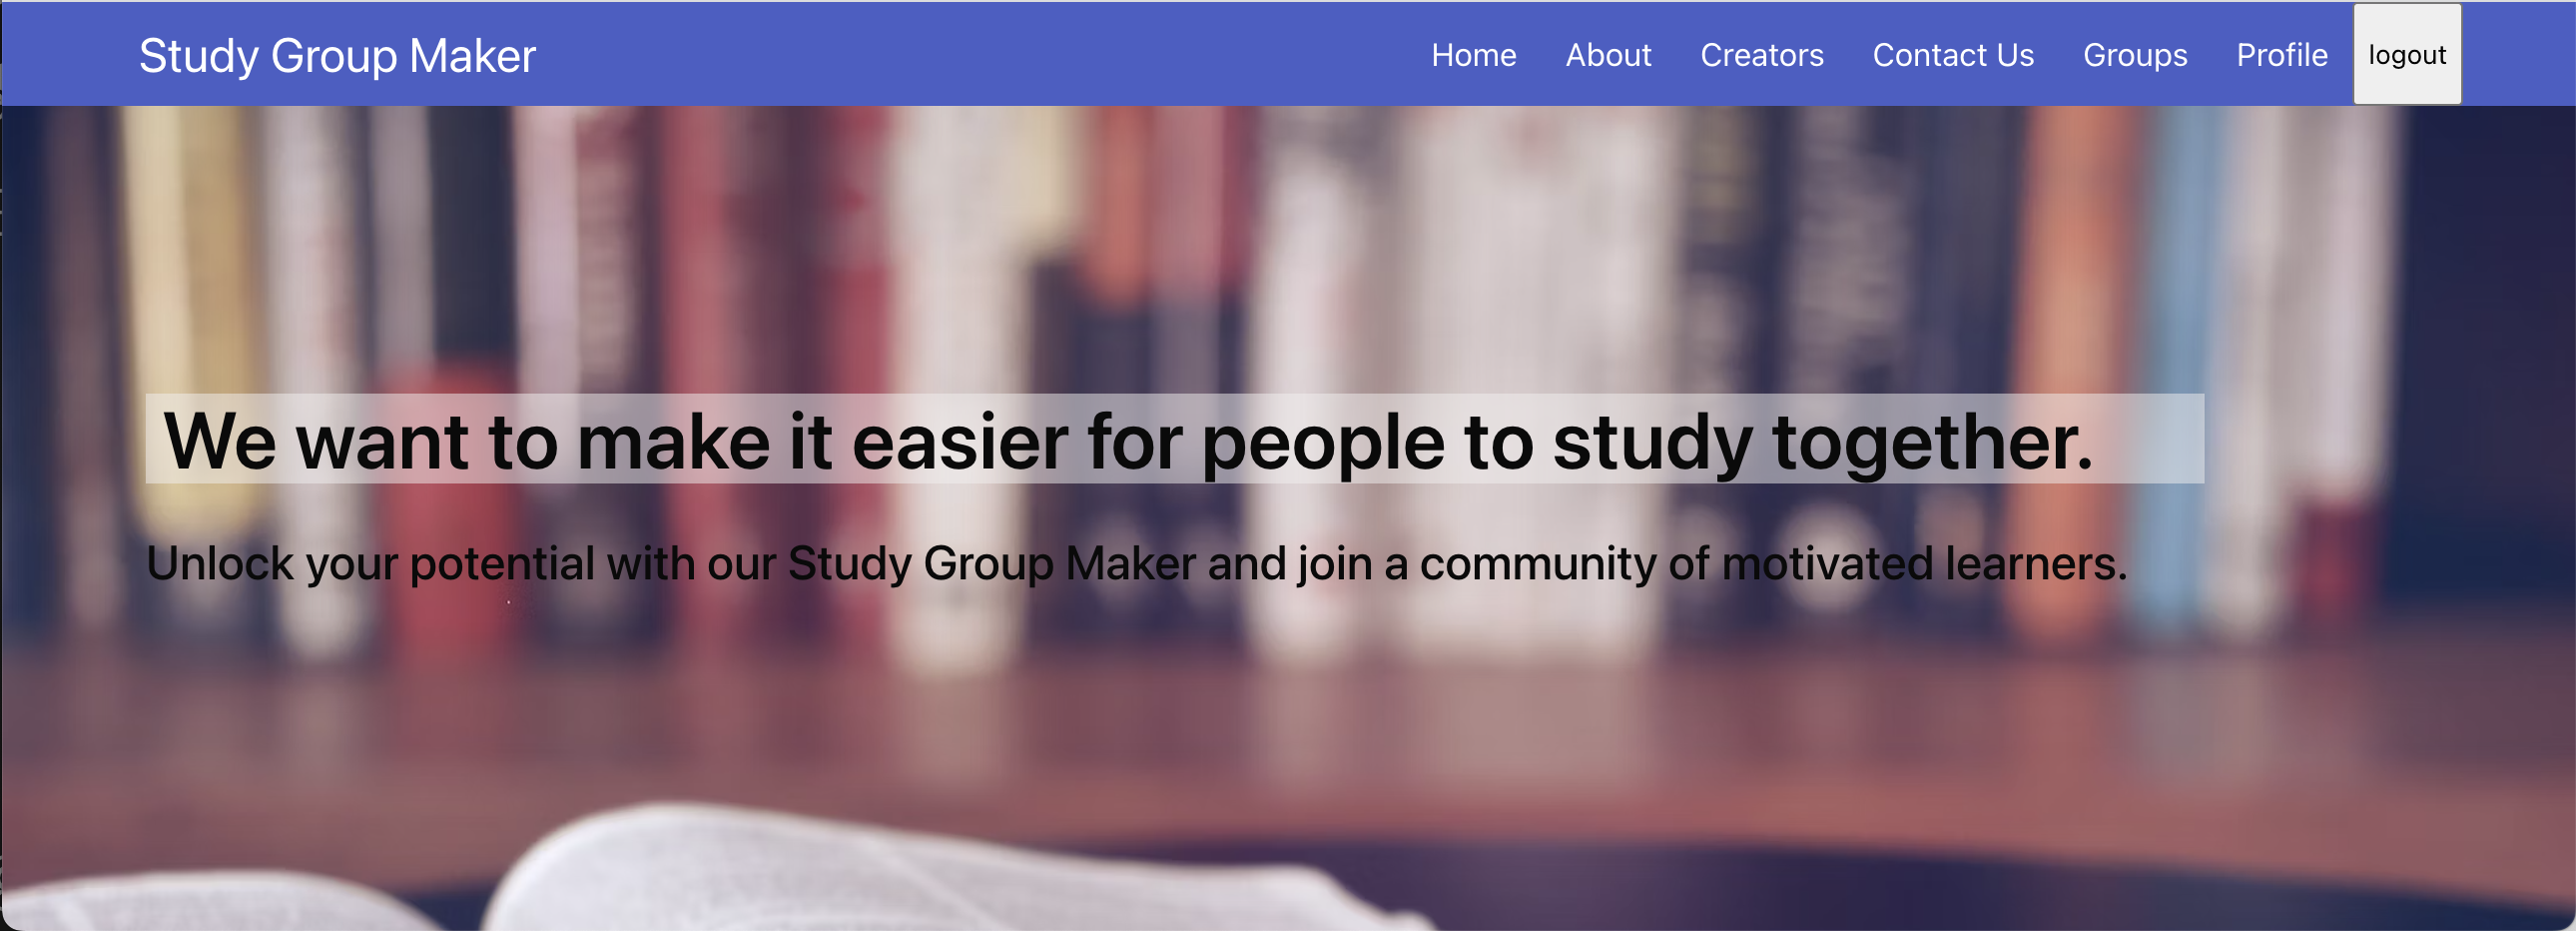 Study Group Maker
Home About Creators Contact Us Groups Profile logout
We want to make it easier for people to study together.
Unlock your potential with our Study Group Maker and join a community of motivated learners.